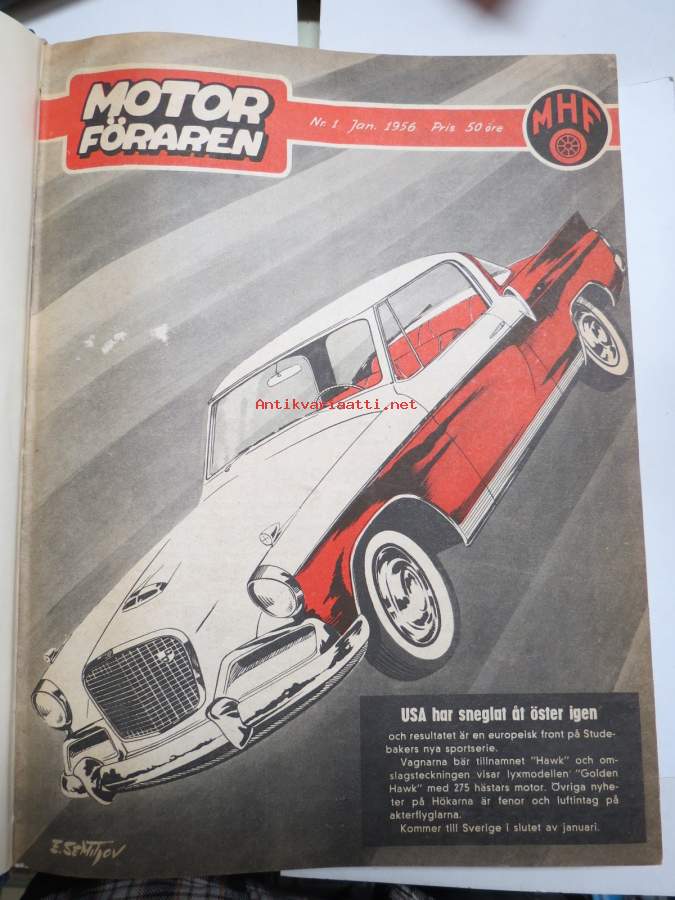 MOTOR
FÖRAREN
Nr. 1 Jan. 1956 Pris 50 öre
MHF
Antikvariaatti.net
USA har sneglat åt öster igen
och resultatet är en europeisk front på Stude-
bakers nya sportserie.
Vagnarna bär tillnamnet "Hawk" och om-
slagsteckningen visar lyxmodellen "Golden
Hawk" med 275 hästars motor. Övriga nyhe-
ter på Hökarna är fenor och luftintag på
akterflyglarna.
Kommer till Sverige i slutet av januari.